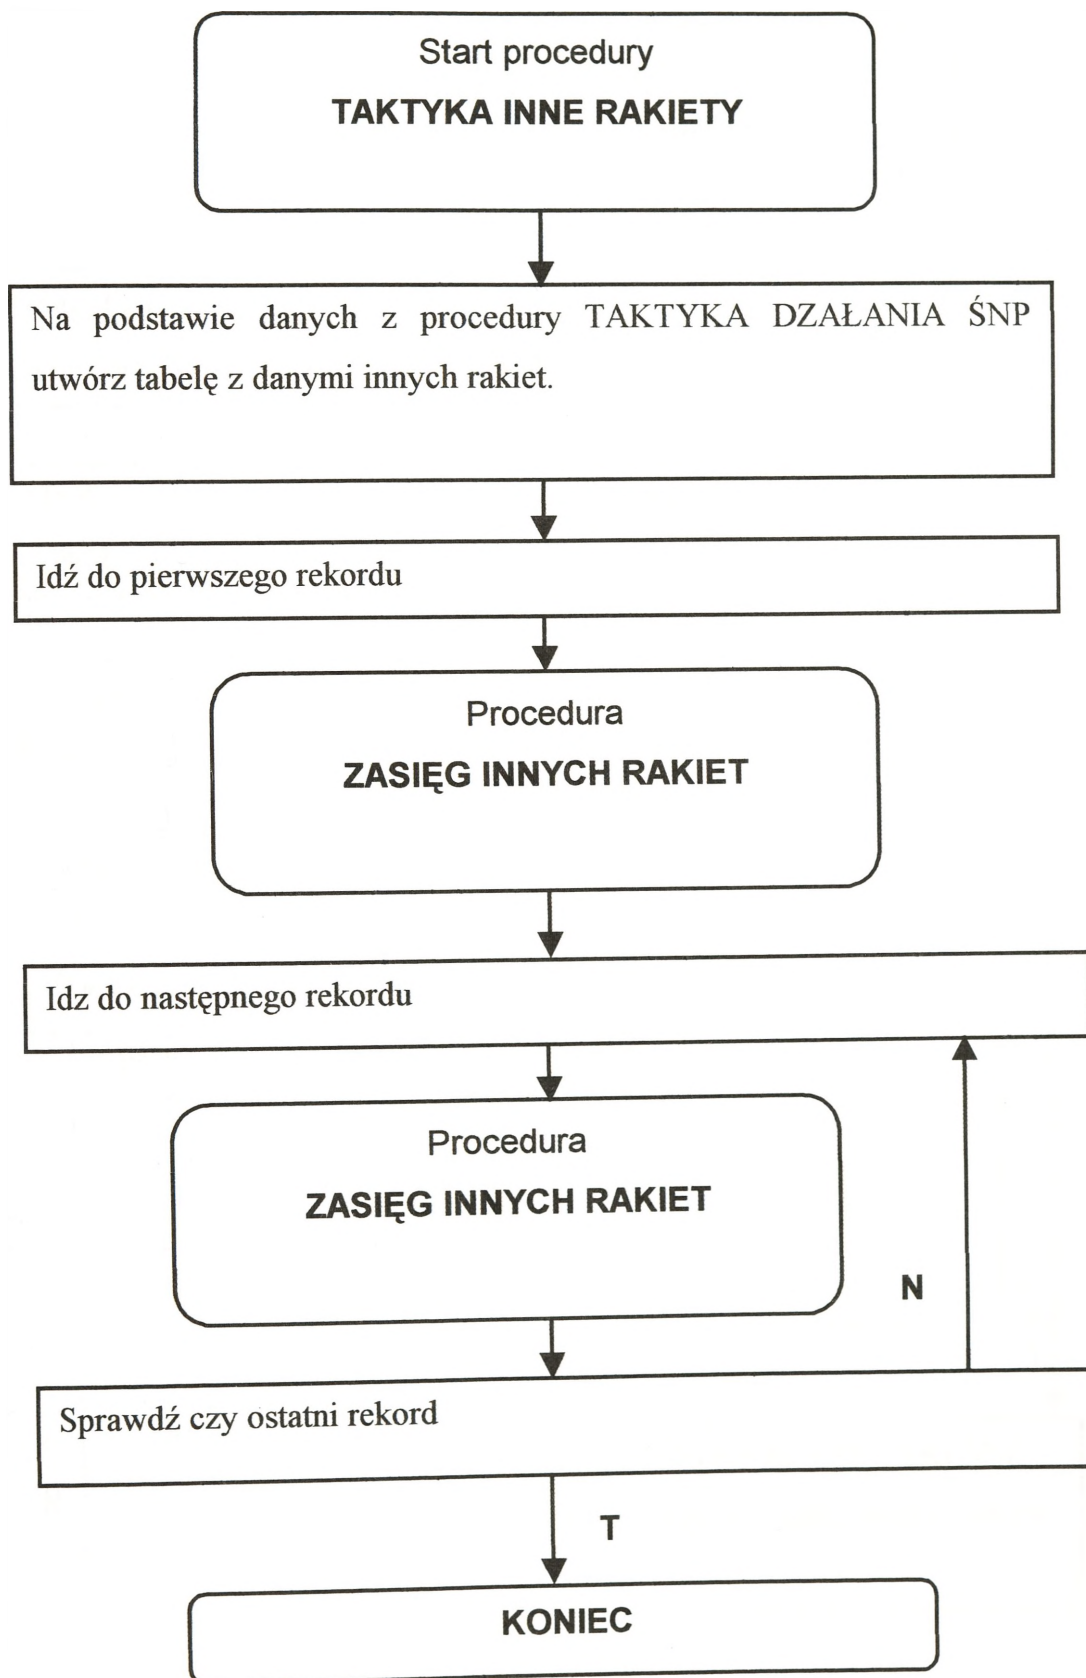 Start procedury
TAKTYKA INNE RAKIETY
Na podstawie danych z procedury TAKTYKA DZAŁANIA ŚNP
utwórz tabelę z danymi innych rakiet.
Idź do pierwszego rekordu
Procedura
ZASIĘG INNYCH RAKIET
Idz do następnego rekordu
Procedura
ZASIĘG INNYCH RAKIET
N
Sprawdź czy ostatni rekord
T
KONIEC